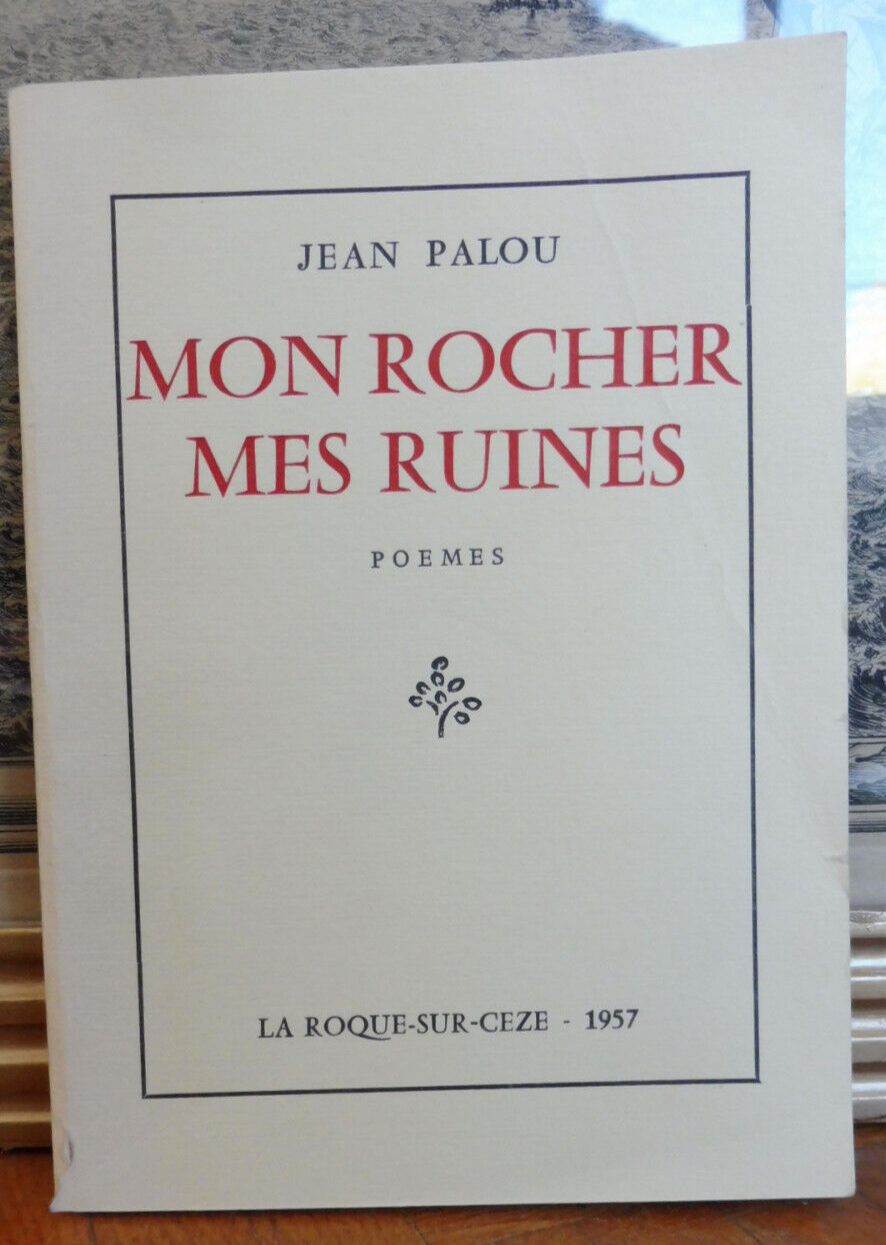 JEAN PALOU
MON ROCHER
MES RUINES
POEMES
LA ROQUE-SUR-CEZE - 1957